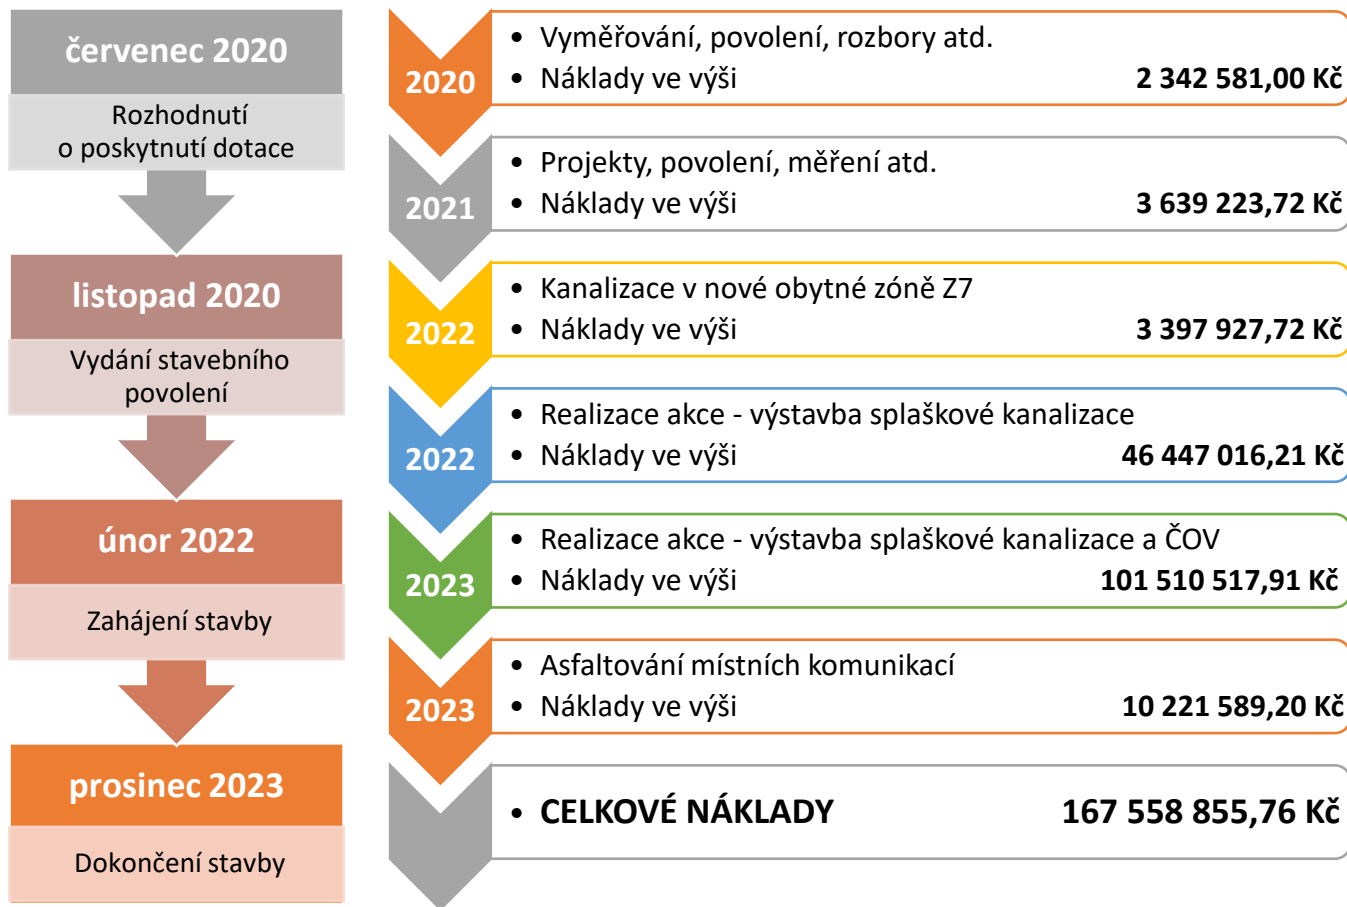 červenec 2020
Rozhodnutí
o poskytnutí dotace
listopad 2020
Vydání stavebního
povolení
únor 2022
Zahájení stavby
prosinec 2023
Dokončení stavby
2020
• Vyměřování, povolení, rozbory atd.
• Náklady ve výši 2 342 581,00 Kč
2021
• Projekty, povolení, měření atd.
• Náklady ve výši 3 639 223,72 Kč
2022
• Kanalizace v nové obytné zóně Z7
• Náklady ve výši 3 397 927,72 Kč
2022
• Realizace akce - výstavba splaškové kanalizace
• Náklady ve výši 46 447 016,21 Kč
2023
• Realizace akce - výstavba splaškové kanalizace a ČOV
• Náklady ve výši 101 510 517,91 Kč
2023
• Asfaltování místních komunikací
• Náklady ve výši 10 221 589,20 Kč
• CELKOVÉ NÁKLADY 167 558 855,76 Kč